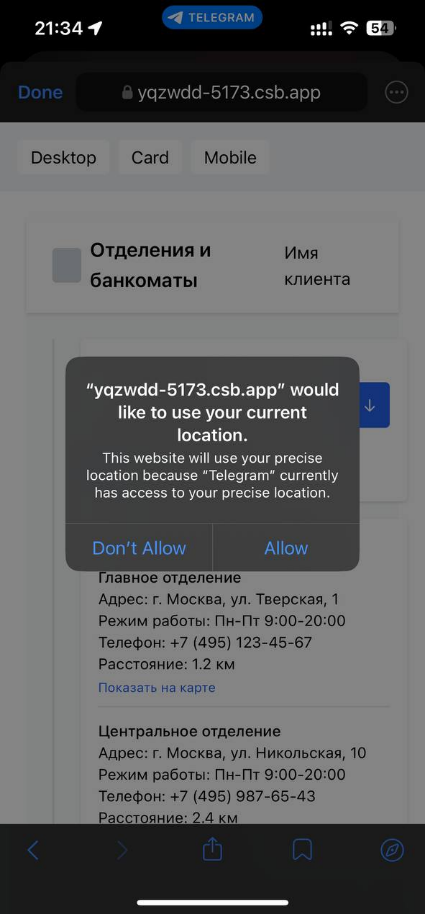 21:34
TELEGRAM
54
Done
yqzwdd-5173.csb.app
Desktop
Card
Mobile
Отделения и
банкоматы
Имя
клиента
“yqzwdd-5173.csb.app” would
like to use your current
location.
This website will use your precise
location because “Telegram” currently
has access to your precise location.
Don’t Allow
Allow
Главное отделение
Адрес: г. Москва, ул. Тверская, 1
Режим работы: Пн-Пт 9:00-20:00
Телефон: +7 (495) 123-45-67
Расстояние: 1.2 км
Показать на карте
Центральное отделение
Адрес: г. Москва, ул. Никольская, 10
Режим работы: Пн-Пт 9:00-20:00
Телефон: +7 (495) 987-65-43
Расстояние: 2.4 км